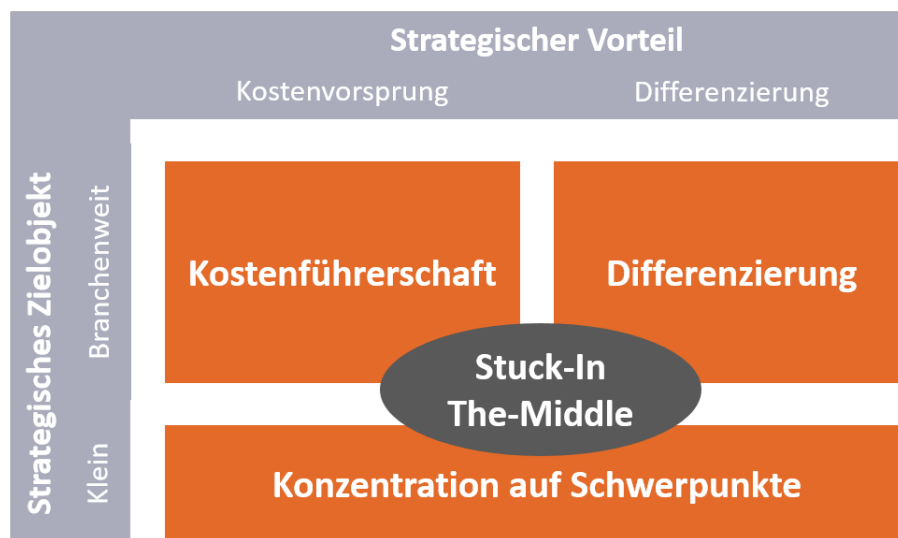 Strategischer Vorteil
Kostenvorsprung
Differenzierung
Strategisches Zielobjekt
Branchenweit
Klein
Kostenführerschaft
Differenzierung
Stuck-In
The-Middle
Konzentration auf Schwerpunkte